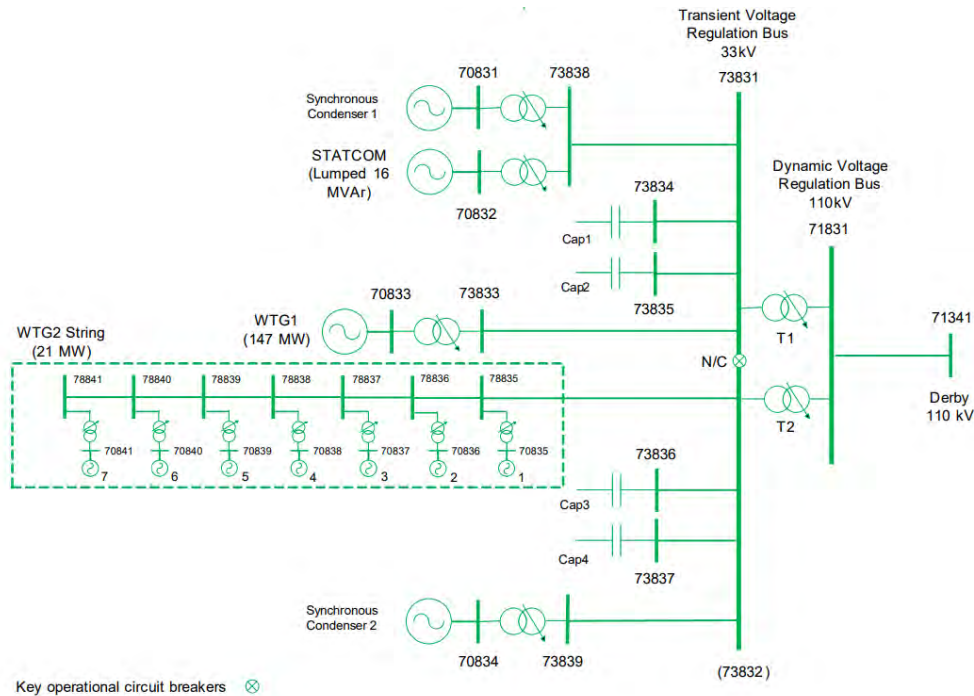 Transient Voltage
Regulation Bus
33kV
73831
70831
73838
Synchronous
Condenser 1
STATCOM
(Lumped 16
MVAr)
70832
Dynamic Voltage
Regulation Bus
110kV
71831
73834
Cap1
Cap2
73835
70833
73833
WTG1
(147 MW)
WTG2 String
(21 MW)
T1
71341
N/C
Derby
110 kV
T2
78841
78840
78839
78838
78837
78836
78835
70841
70840
70839
70838
70837
70836
70835
7
6
5
4
3
2
1
73836
Cap3
Cap4
73837
Synchronous
Condenser 2
70834
73839
(73832)
Key operational circuit breakers